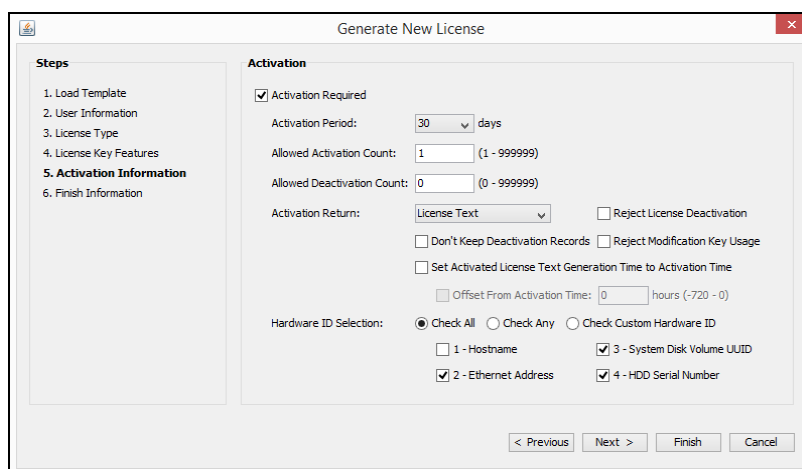 Generate New License
Steps
1. Load Template
2. User Information
3. License Type
4. License Key Features
5. Activation Information
6. Finish Information
Activation
Activation Required
Activation Period: 30 days
Allowed Activation Count: 1 (1 - 999999)
Allowed Deactivation Count: 0 (0 - 999999)
Activation Return: License Text Reject License Deactivation
Don't Keep Deactivation Records Reject Modification Key Usage
Set Activated License Text Generation Time to Activation Time
Offset From Activation Time: 0 hours (-720 - 0)
Hardware ID Selection: Check All Check Any Check Custom Hardware ID
1 - Hostname 3 - System Disk Volume UUID
2 - Ethernet Address 4 - HDD Serial Number
< Previous Next > Finish Cancel